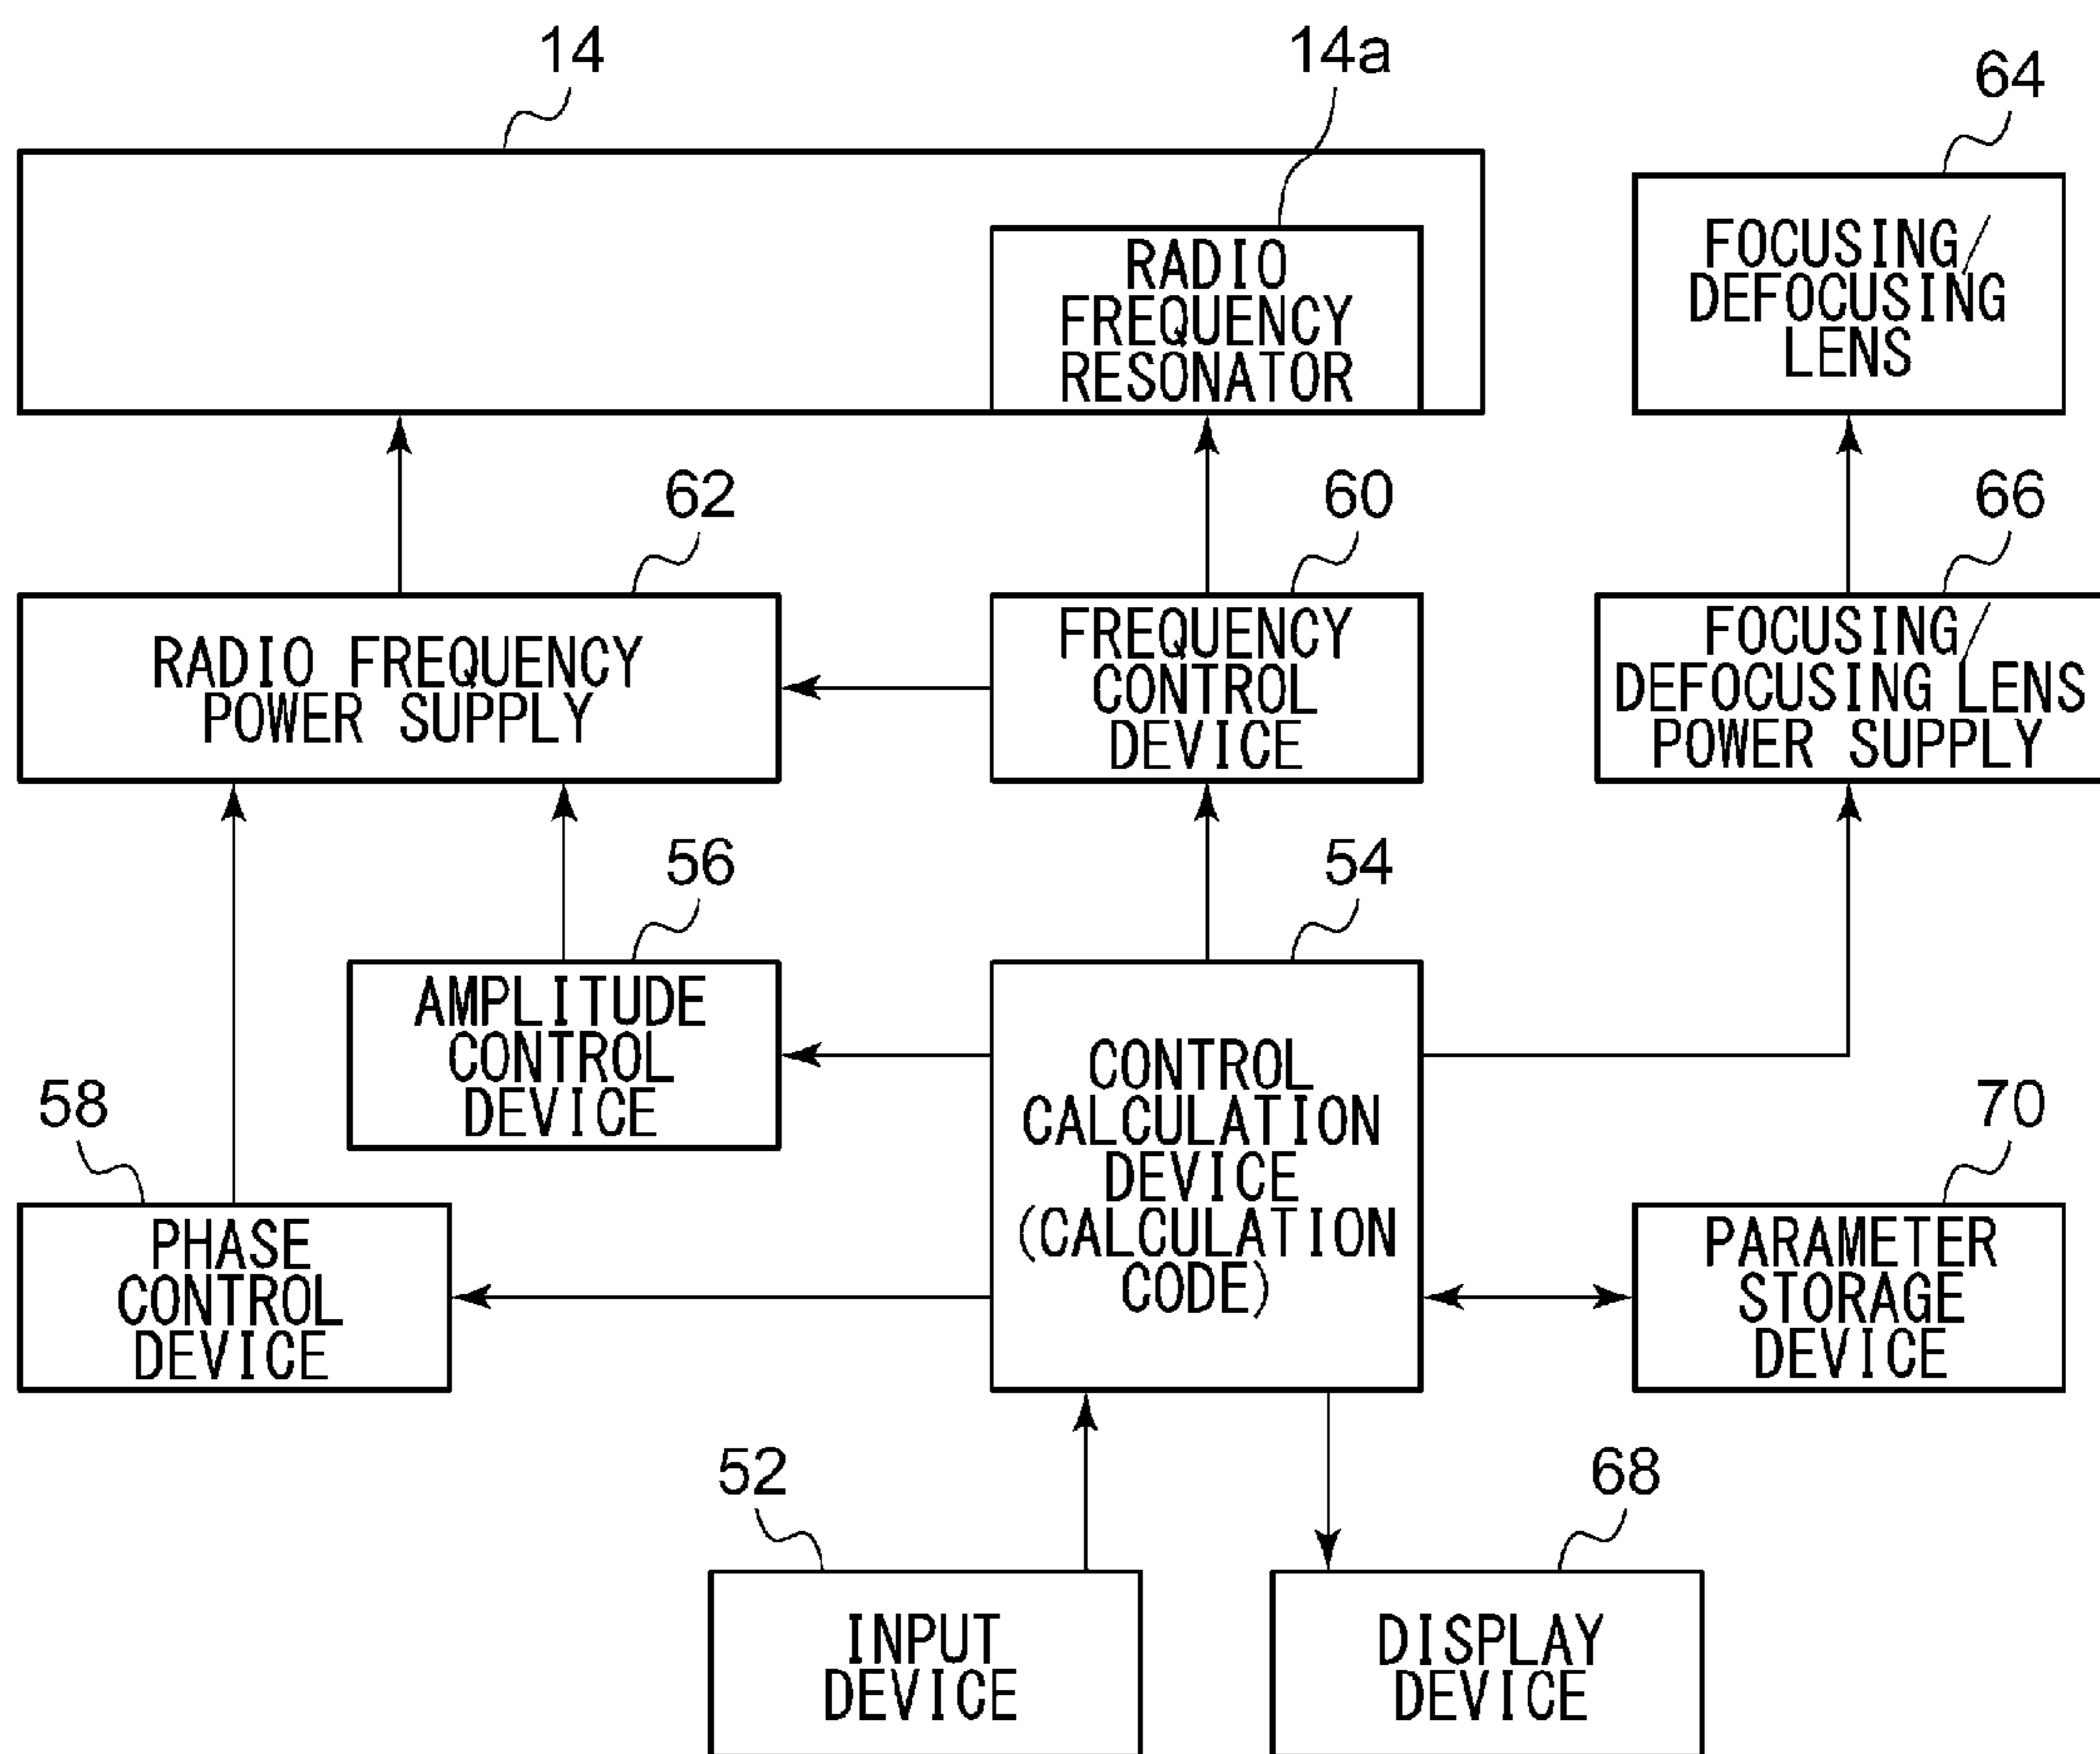 14
14a
64
RADIO
FREQUENCY
RESONATOR
FOCUSING/
DEFOCUSING
LENS
62
60
66
RADIO FREQUENCY
POWER SUPPLY
FREQUENCY
CONTROL
DEVICE
FOCUSING/
DEFOCUSING LENS
POWER SUPPLY
56
54
AMPLITUDE
CONTROL
DEVICE
CONTROL
CALCULATION
DEVICE
(CALCULATION
CODE)
58
70
PHASE
CONTROL
DEVICE
PARAMETER
STORAGE
DEVICE
52
68
INPUT
DEVICE
DISPLAY
DEVICE